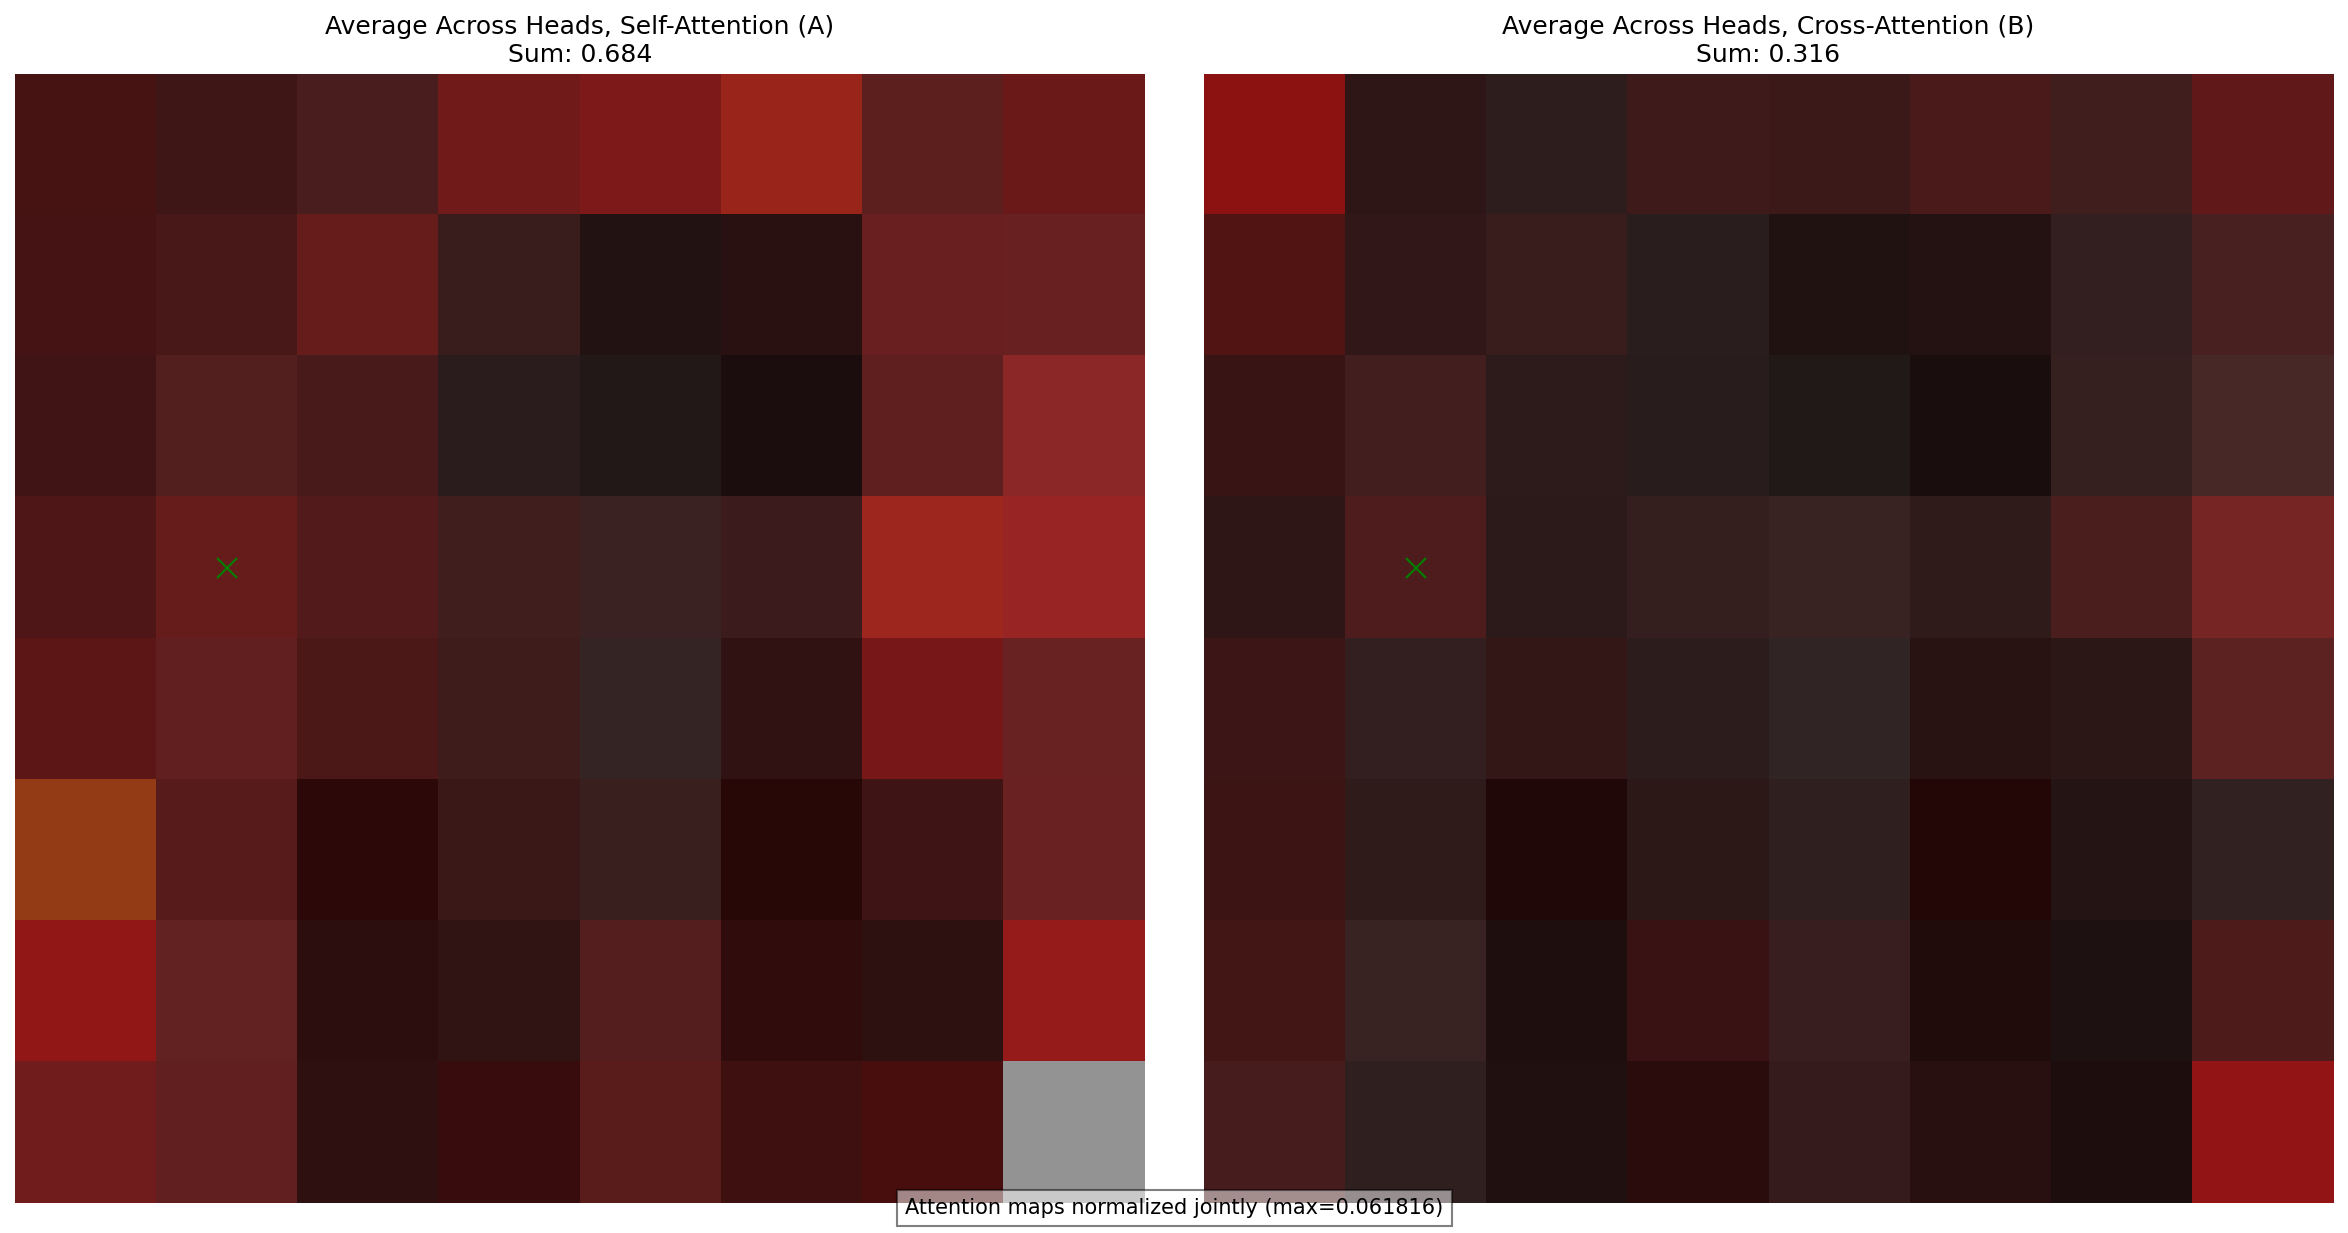 Average Across Heads, Self-Attention (A)
Sum: 0.684
Average Across Heads, Cross-Attention (B)
Sum: 0.316
Attention maps normalized jointly (max=0.061816)